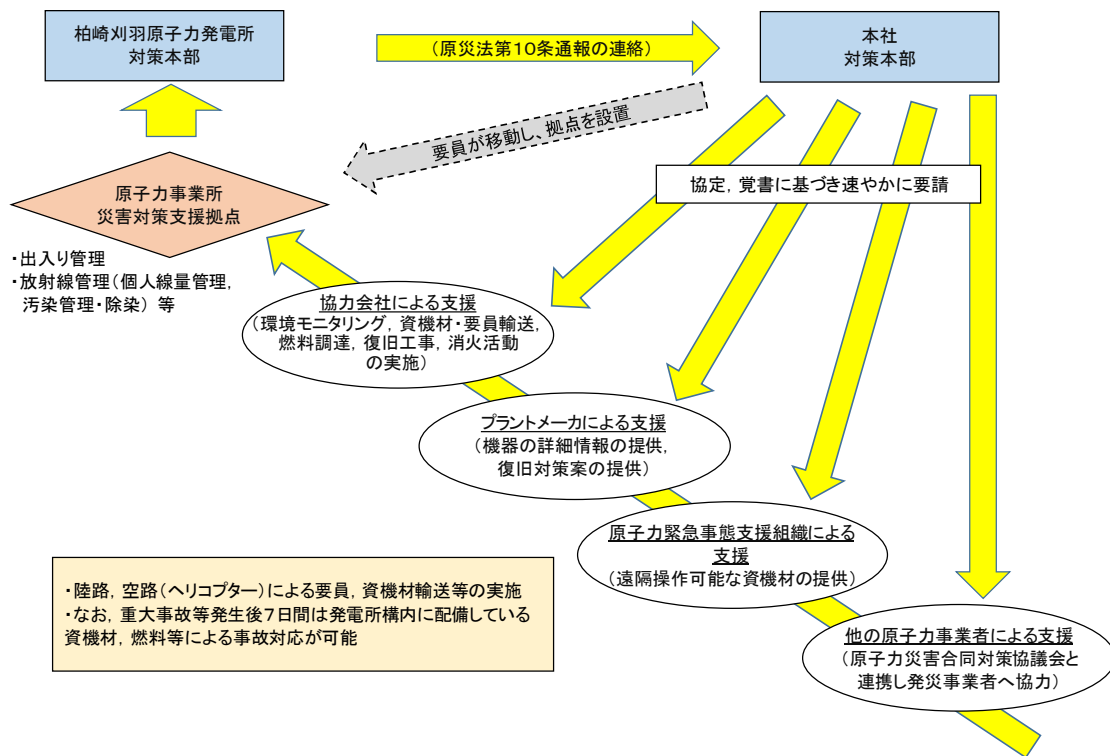 柏崎刈羽原子力発電所
対策本部
(原災法第10条通報の連絡)
本社
対策本部
要員が移動し、拠点を設置
協定，覚書に基づき速やかに要請
原子力事業所
災害対策支援拠点
・出入り管理
・放射線管理（個人線量管理，
汚染管理・除染）等
協力会社による支援
（環境モニタリング，資機材・要員輸送，
燃料調達，復旧工事，消火活動
の実施）
プラントメーカによる支援
（機器の詳細情報の提供，
復旧対策案の提供）
原子力緊急事態支援組織による
支援
（遠隔操作可能な資機材の提供）
他の原子力事業者による支援
（原子力災害合同対策協議会と
連携し発災事業者へ協力）
・陸路，空路（ヘリコプター）による要員，資機材輸送等の実施
・なお，重大事故等発生後７日間は発電所構内に配備している
資機材，燃料等による事故対応が可能